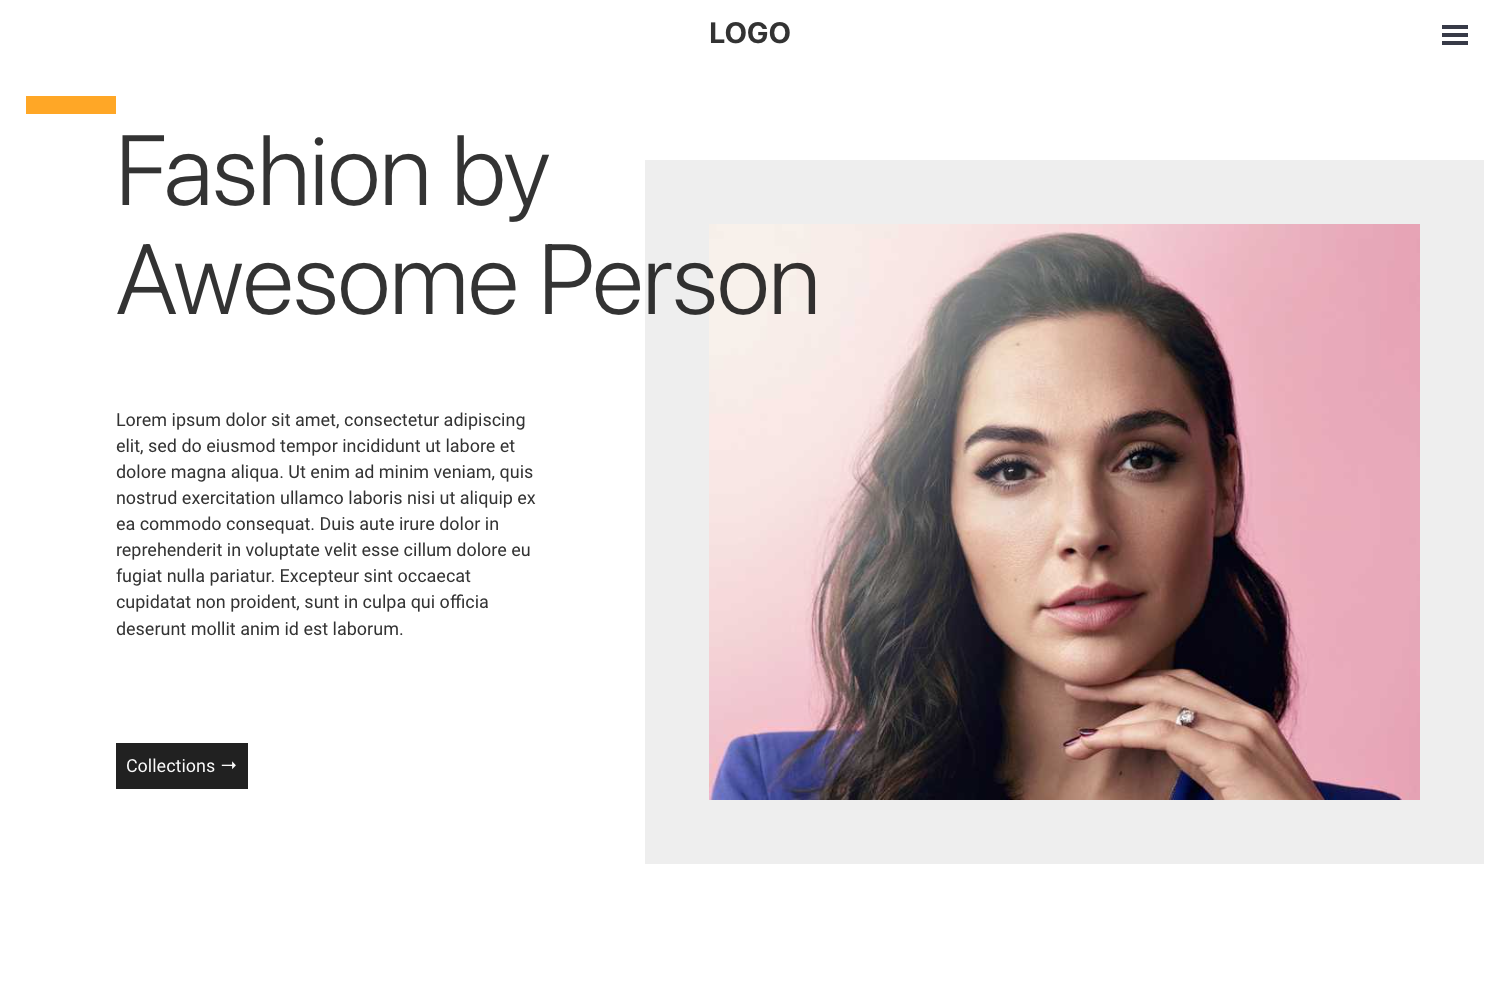 LOGO
Fashion by
Awesome Person
Lorem ipsum dolor sit amet, consectetur adipiscing
elit, sed do eiusmod tempor incididunt ut labore et
dolore magna aliqua. Ut enim ad minim veniam, quis
nostrud exercitation ullamco laboris nisi ut aliquip ex
ea commodo consequat. Duis aute irure dolor in
reprehenderit in voluptate velit esse cillum dolore eu
fugiat nulla pariatur. Excepteur sint occaecat
cupidatat non proident, sunt in culpa qui officia
deserunt mollit anim id est laborum.
Collections →